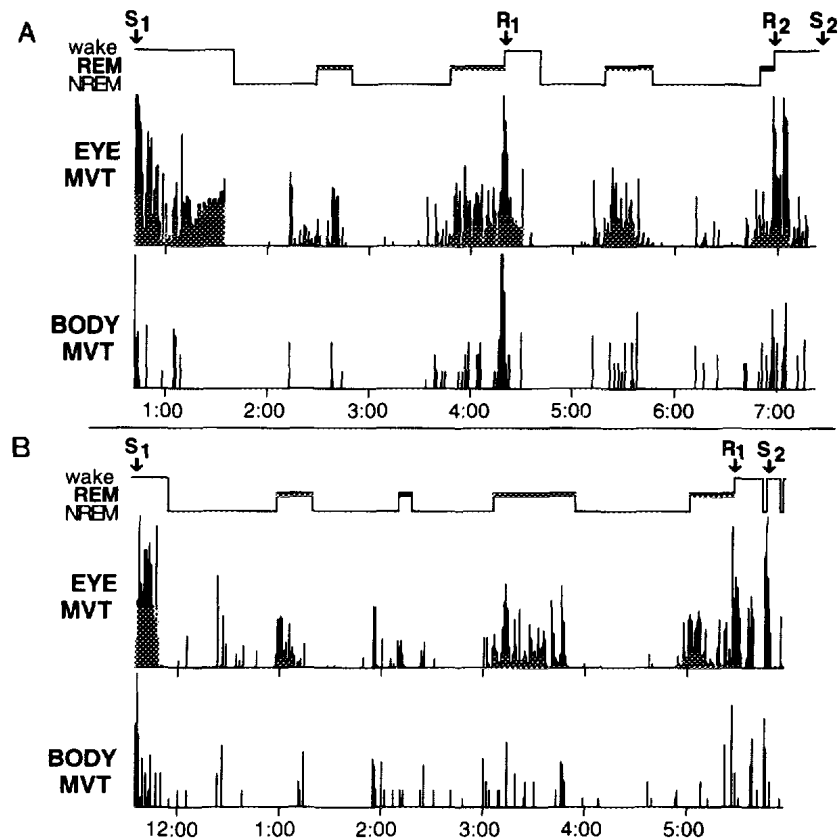 A
S1 R1 R2 S2
wake
REM
NREM
EYE
MVT
BODY
MVT
1:00 2:00 3:00 4:00 5:00 6:00 7:00
B
S1 R1 S2
wake
REM
NREM
EYE
MVT
BODY
MVT
12:00 1:00 2:00 3:00 4:00 5:00